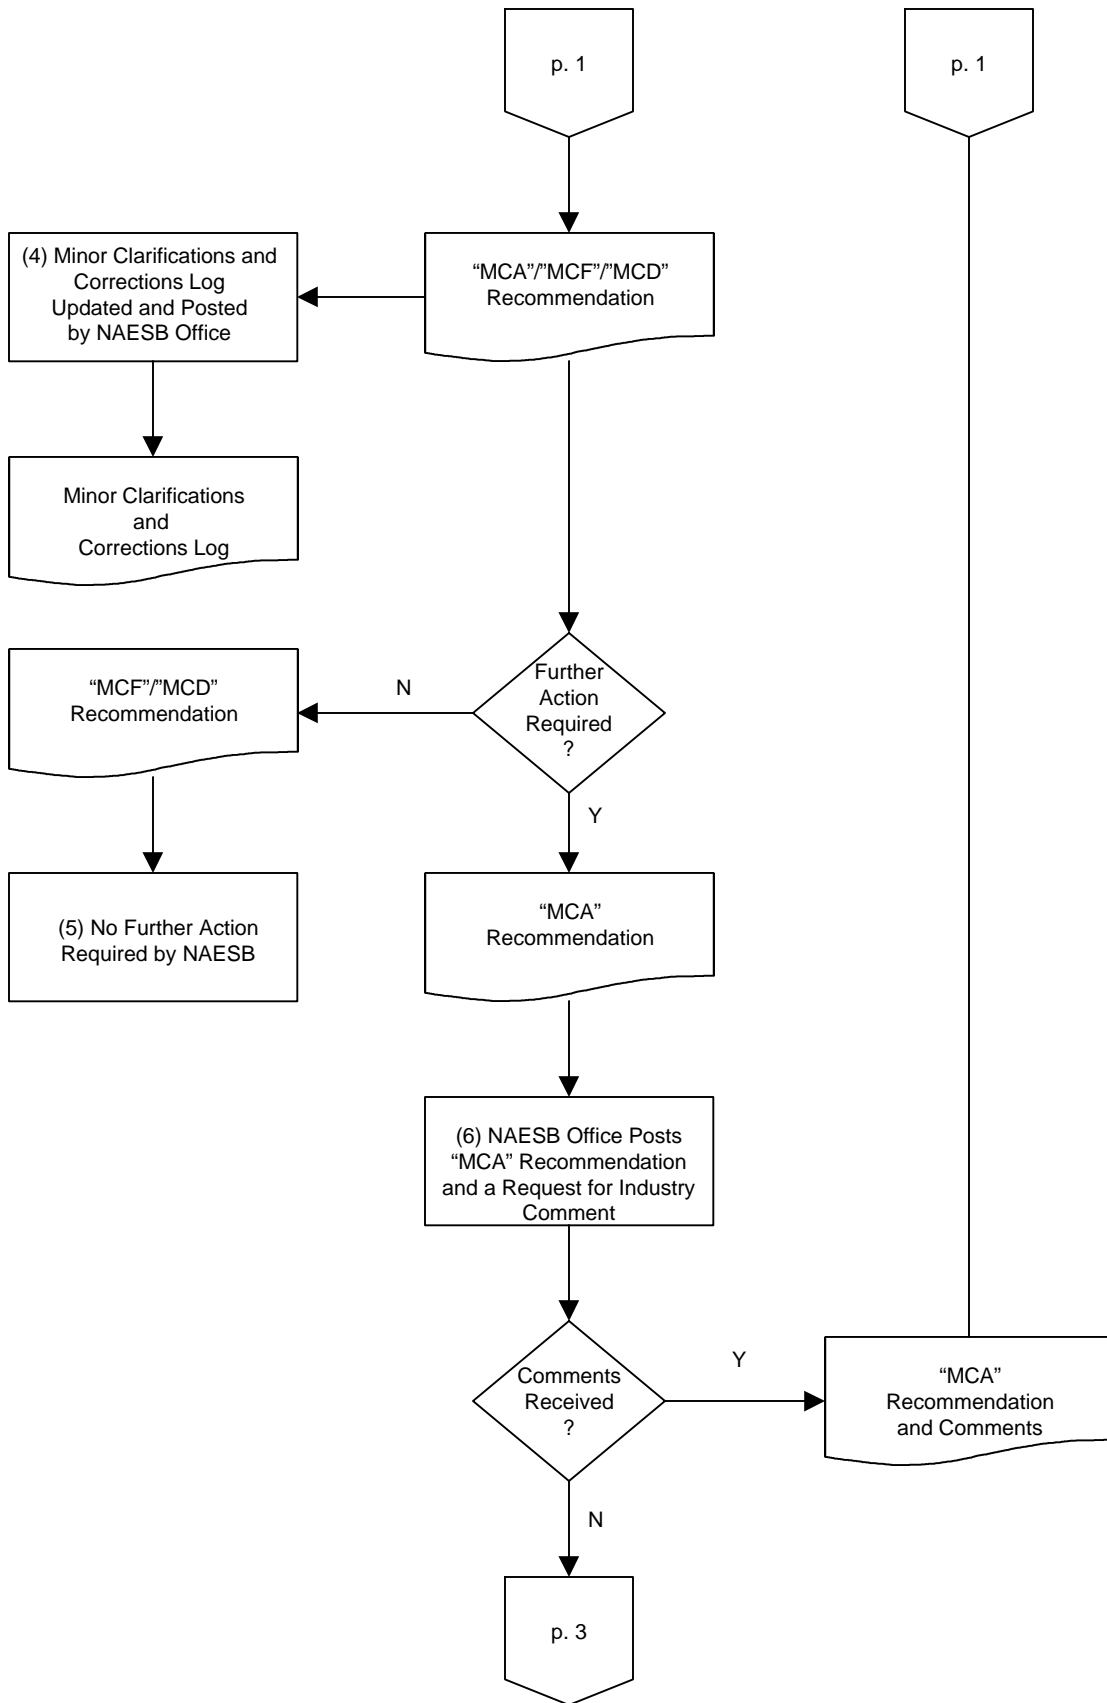 p. 1
p. 1
“MCA”/”MCF”/”MCD”
Recommendation
(4) Minor Clarifications and
Corrections Log
Updated and Posted
by NAESB Office
Minor Clarifications
and
Corrections Log
Further
Action
Required
?
N
“MCF”/”MCD”
Recommendation
Y
(5) No Further Action
Required by NAESB
“MCA”
Recommendation
(6) NAESB Office Posts
“MCA” Recommendation
and a Request for Industry
Comment
Comments
Received
?
Y
“MCA”
Recommendation
and Comments
N
p. 3